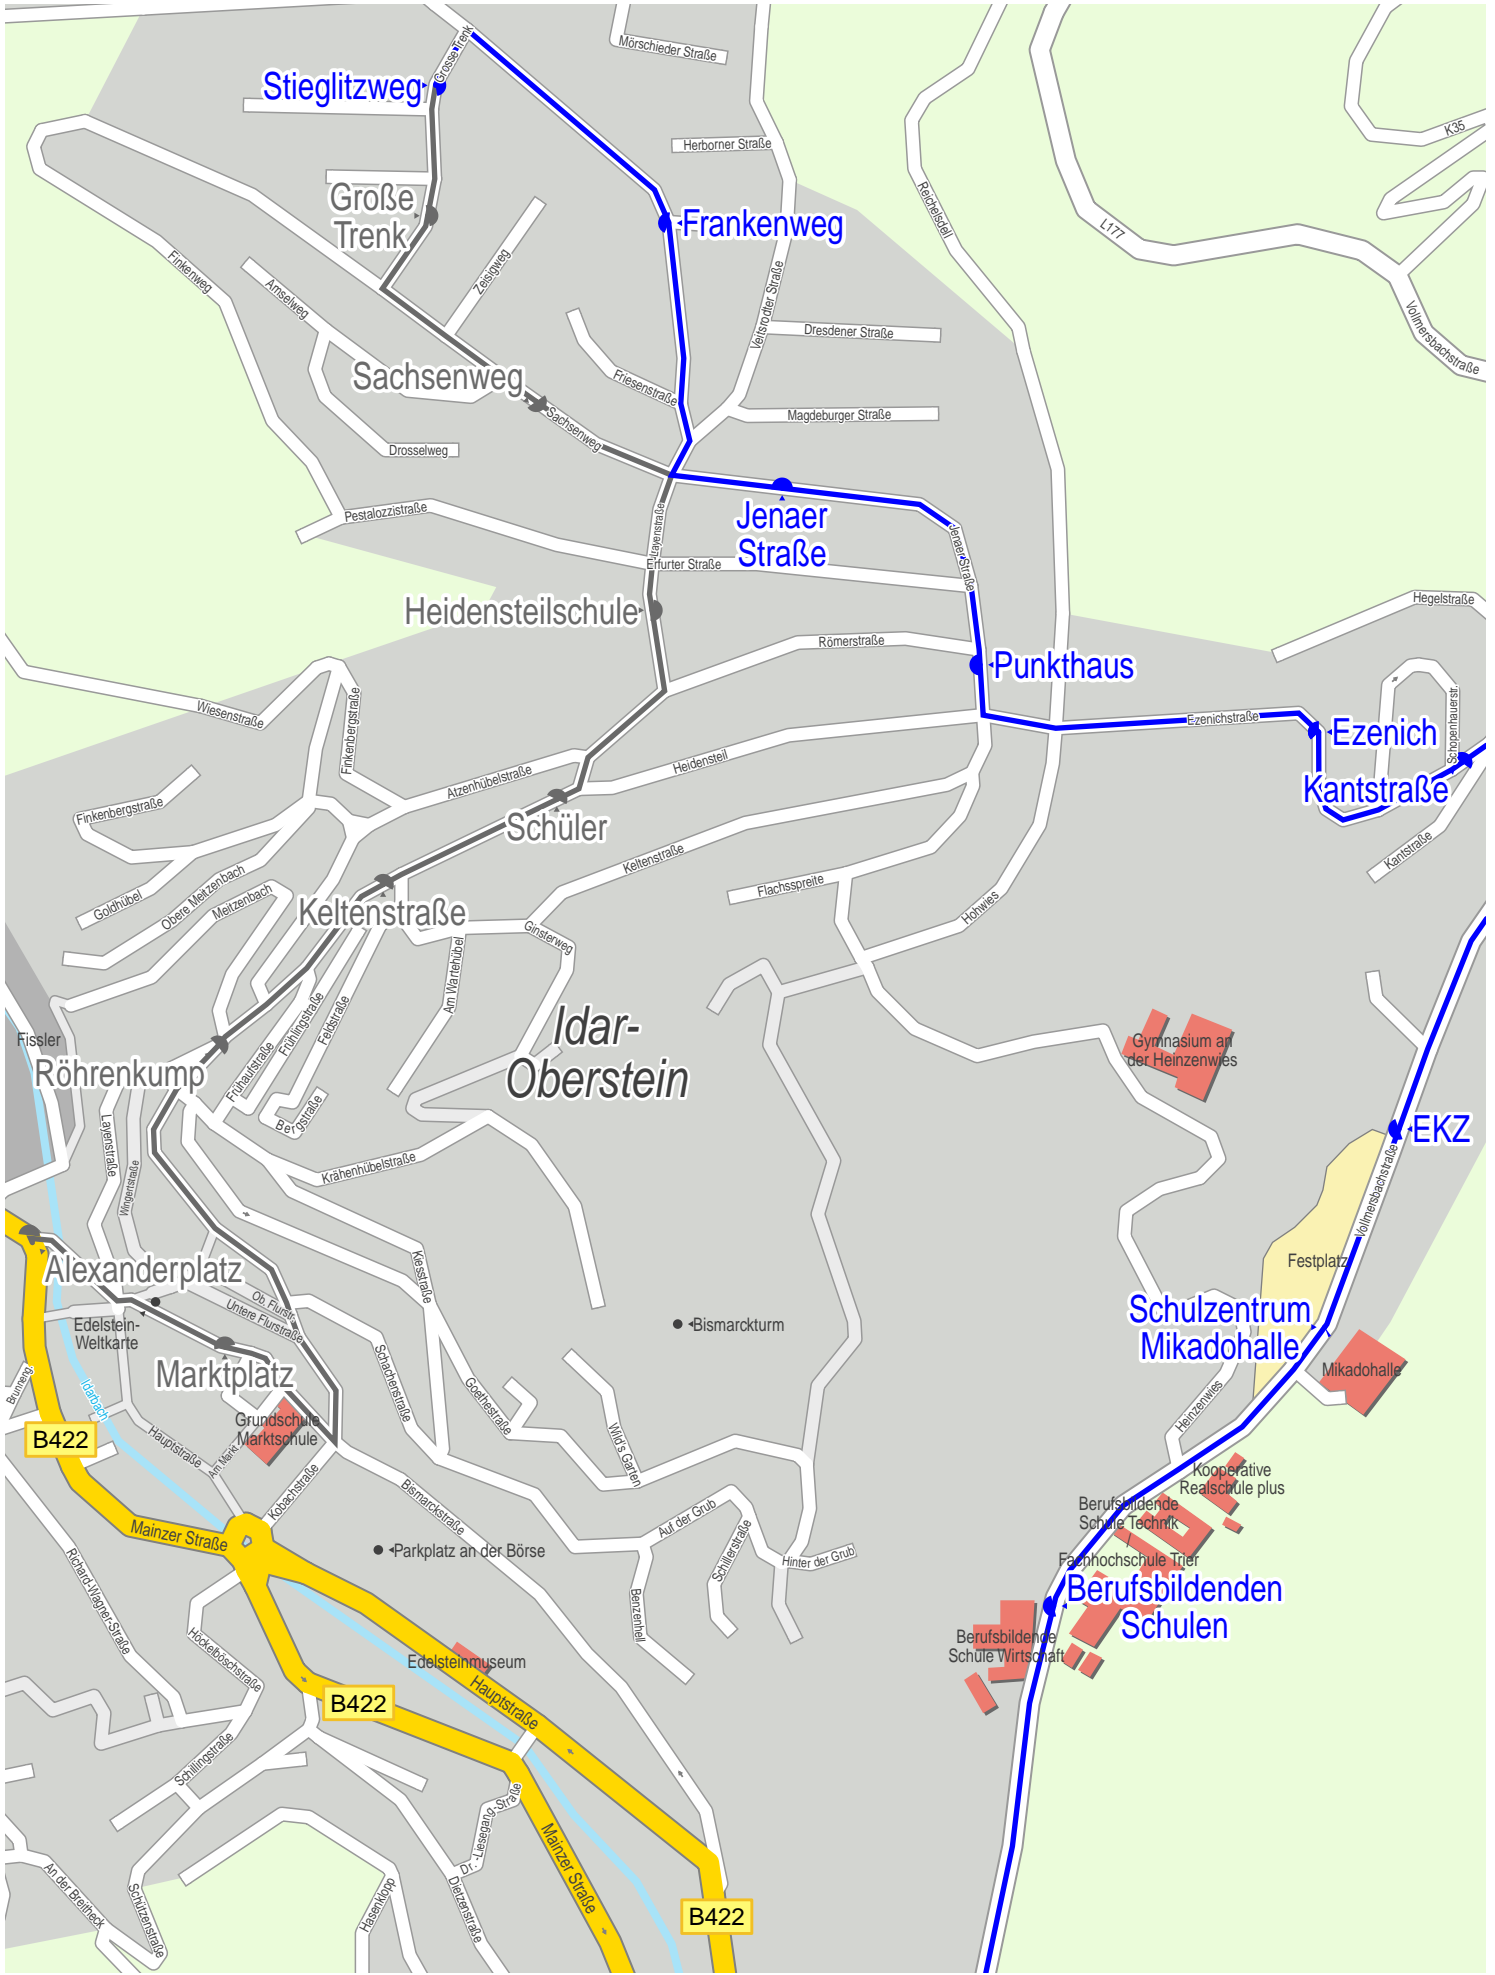 Mörschieder Straße
Grosse Trenk
Stieglitzweg
K35
Herborner Straße
Große
Trenk
Reichelsdell
Frankenweg
L177
Finkenweg
Amselweg
Zeisigweg
Veitsrodter Straße
Dresdener Straße
Vollmersbachstraße
Sachsenweg
Friesenstraße
Sachsenweg
Magdeburger Straße
Drosselweg
Pestalozzistraße
Layenstraße
Jenaer
Straße
Jenaer Straße
Erfurter Straße
Heidensteilschule
Hegelstraße
Römerstraße
Punkthaus
Wiesenstraße
Finkenbergstraße
Ezenichstraße
Ezenich
Schopenhauerstr.
Heidensteil
Atzenhübelstraße
Kantstraße
Finkenbergstraße
Schüler
Keltenstraße
Kantstraße
Flachsspreite
Obere Meitzenbach
Meitzenbach
Goldhübel
Keltenstraße
Hohwies
Ginsterweg
Am Wartehübel
Idar-
Oberstein
Fissler
Frühlingstraße
Feldstraße
Gymnasium an
der Heinzenwies
Röhrenkump
Frühaufstraße
Bergstraße
Layenstraße
EKZ
Wingertstraße
Krähenhübelstraße
Vollmersbachstraße
Alexanderplatz
Kiesstraße
Festplatz
Ob. Flurstr.
Untere Flurstraße
Edelstein-
Weltkarte
Bismarckturm
Schulzentrum
Mikadohalle
Marktplatz
Schachenstraße
Mikadohalle
Brunneng.
Idarbach
Goethestraße
Heinzenwies
Grundschule
Marktschule
B422
Hauptstraße
Am Markt
Wild's Garten
Kooperative
Realschule plus
Kobachstraße
Bismarckstraße
Auf der Grub
Schillerstraße
Berufsbildende
Schule Technik
Mainzer Straße
Parkplatz an der Börse
Hinter der Grub
Fachhochschule Trier
Richard-Wagner-Straße
Benzenhell
Berufsbildenden
Schulen
Höckelböschstraße
Edelsteinmuseum
Berufsbildende
Schule Wirtschaft
Hauptstraße
B422
Schillingstraße
Dr.-Liesegang-Straße
Mainzer Straße
An der Breitheck
Schützenstraße
Hasenklopp
Dietzenstraße
B422